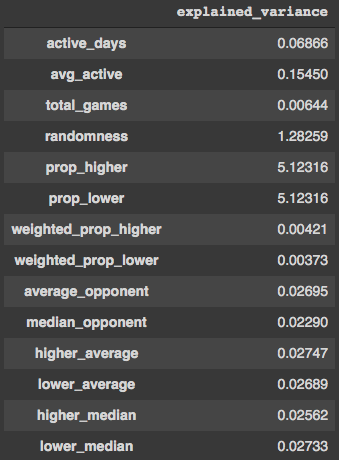 explained_variance
active_days 0.06866
avg_active 0.15450
total_games 0.00644
randomness 1.28259
prop_higher 5.12316
prop_lower 5.12316
weighted_prop_higher 0.00421
weighted_prop_lower 0.00373
average_opponent 0.02695
median_opponent 0.02290
higher_average 0.02747
lower_average 0.02689
higher_median 0.02562
lower_median 0.02733